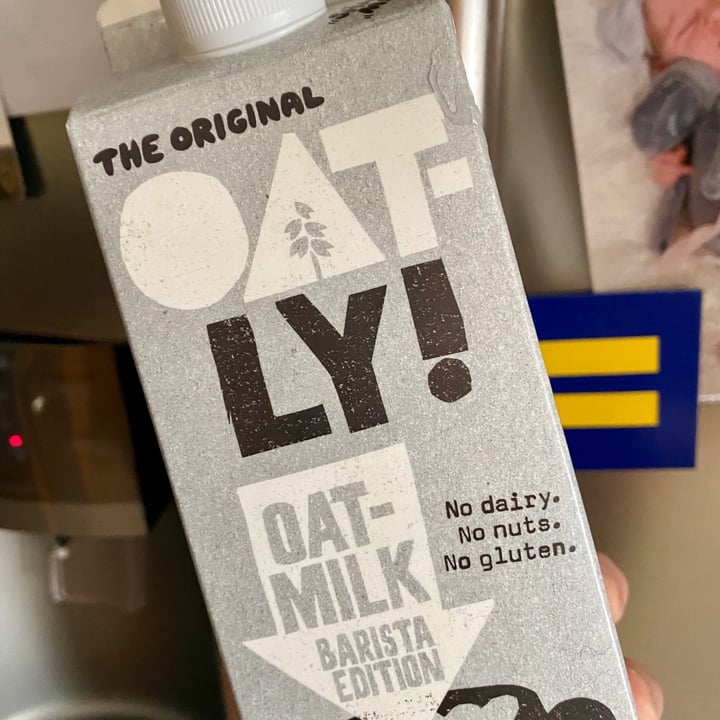 THE ORIGINAL
OAT-
LY!
OAT-
MILK
BARISTA
EDITION
No dairy.
No nuts.
No gluten.